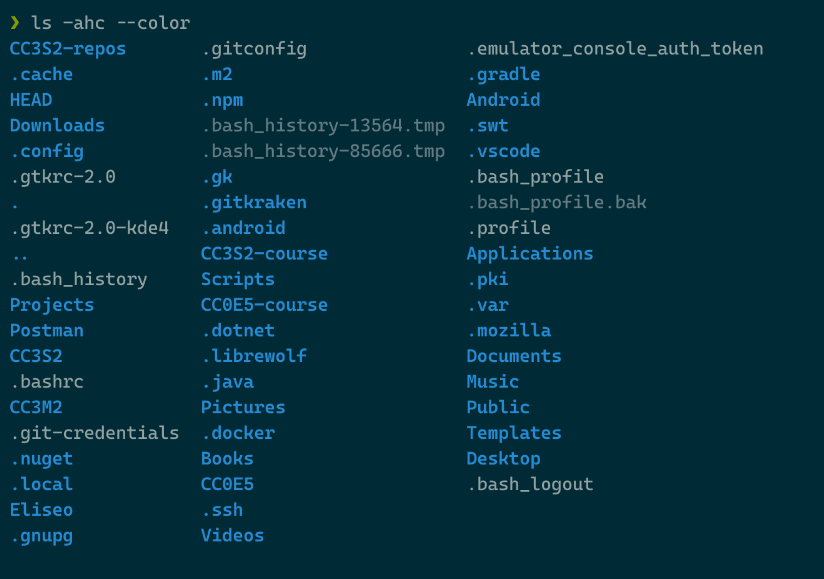 ❯ ls -ahc --color
CC3S2-repos .gitconfig .emulator_console_auth_token
.cache .m2 .gradle
HEAD .npm Android
Downloads .bash_history-13564.tmp .swt
.config .bash_history-85666.tmp .vscode
.gtkrc-2.0 .gk .bash_profile
. .gitkraken .bash_profile.bak
.gtkrc-2.0-kde4 .android .profile
.. CC3S2-course Applications
.bash_history Scripts .pki
Projects CC0E5-course .var
Postman .dotnet .mozilla
CC3S2 .librewolf Documents
.bashrc .java Music
CC3M2 Pictures Public
.git-credentials .docker Templates
.nuget Books Desktop
.local CC0E5 .bash_logout
Eliseo .ssh
.gnupg Videos